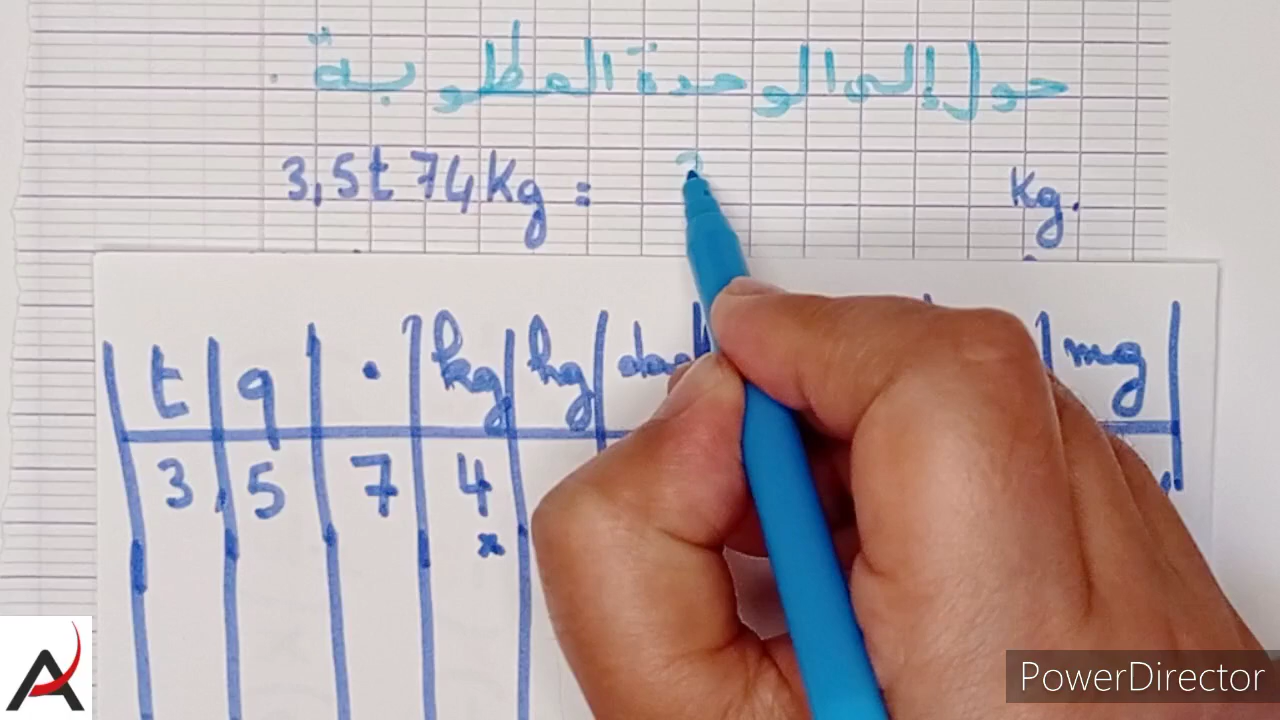 حول إلى الوحدة المطلوبة.
3,5t 74Kg = Kg.
t q . kg hg mg
3 5 7 4
x
PowerDirector